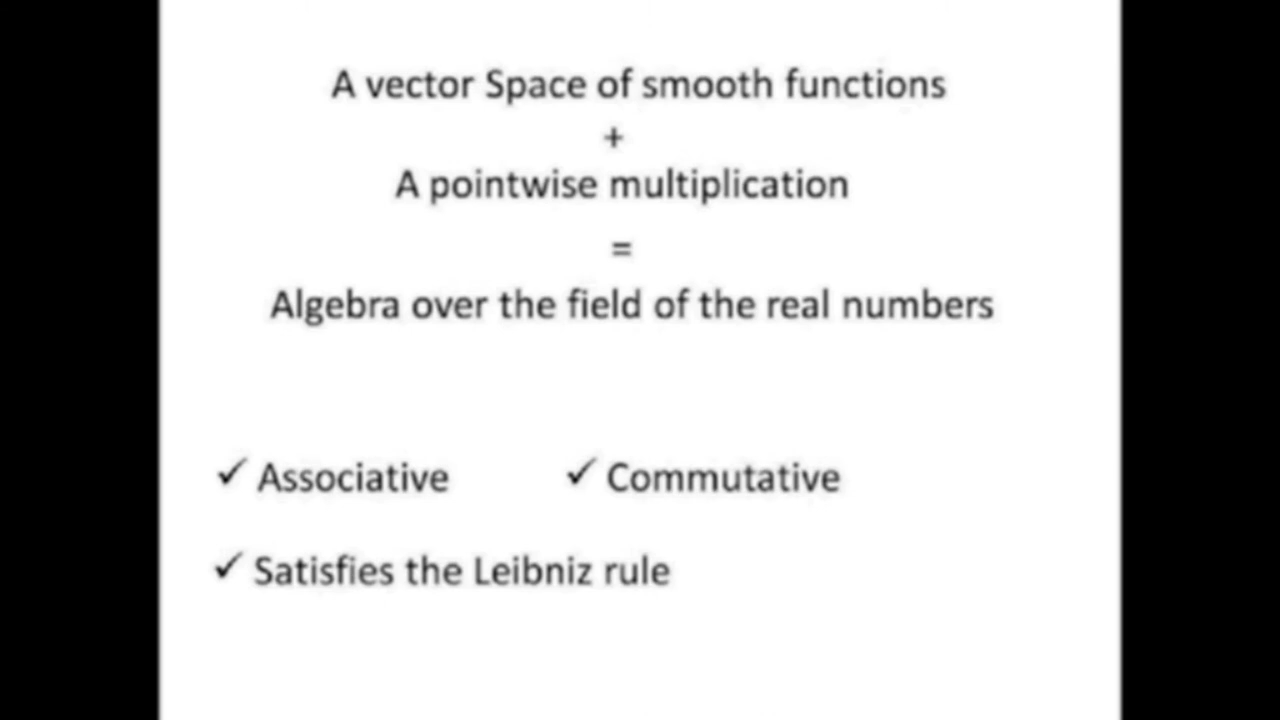 A vector Space of smooth functions
+
A pointwise multiplication
=
Algebra over the field of the real numbers
✓ Associative ✓ Commutative
✓ Satisfies the Leibniz rule